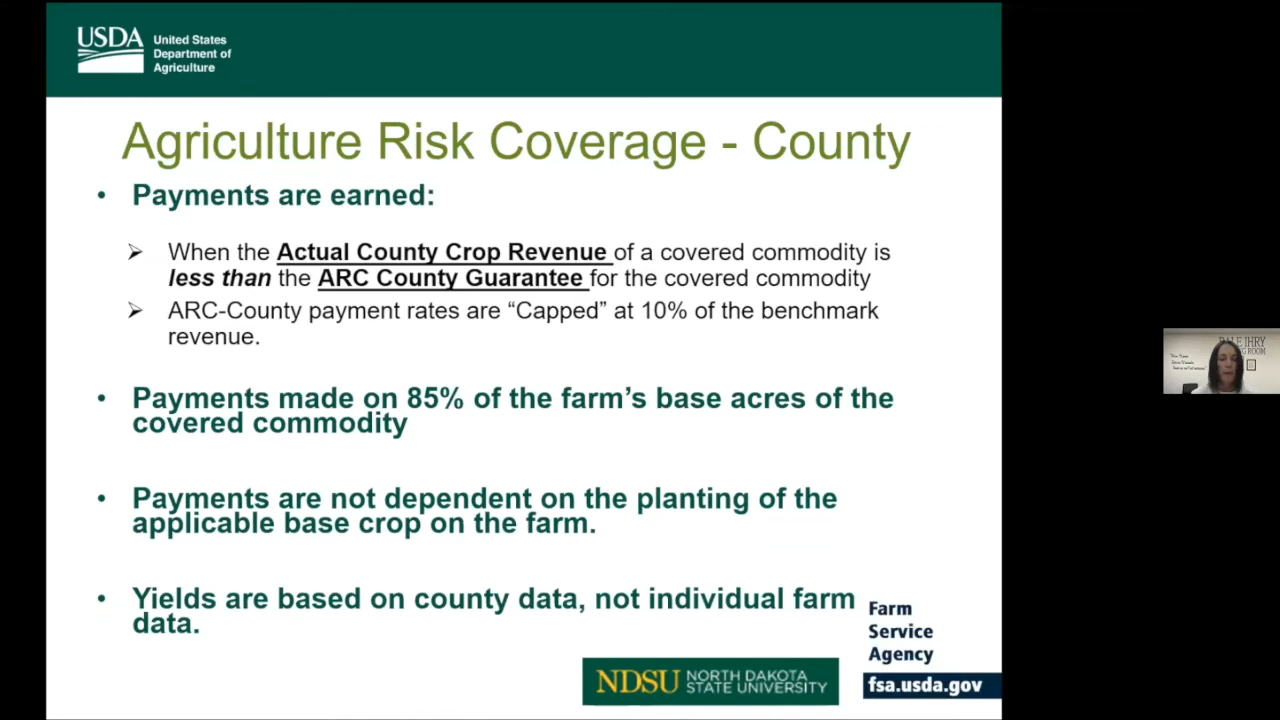 USDA
United States
Department of
Agriculture
Agriculture Risk Coverage - County
• Payments are earned:
➢ When the Actual County Crop Revenue of a covered commodity is
less than the ARC County Guarantee for the covered commodity
➢ ARC-County payment rates are “Capped” at 10% of the benchmark
revenue.
• Payments made on 85% of the farm’s base acres of the
covered commodity
• Payments are not dependent on the planting of the
applicable base crop on the farm.
• Yields are based on county data, not individual farm
data.
Farm
Service
Agency
fsa.usda.gov
NDSU NORTH DAKOTA
STATE UNIVERSITY
ROOM